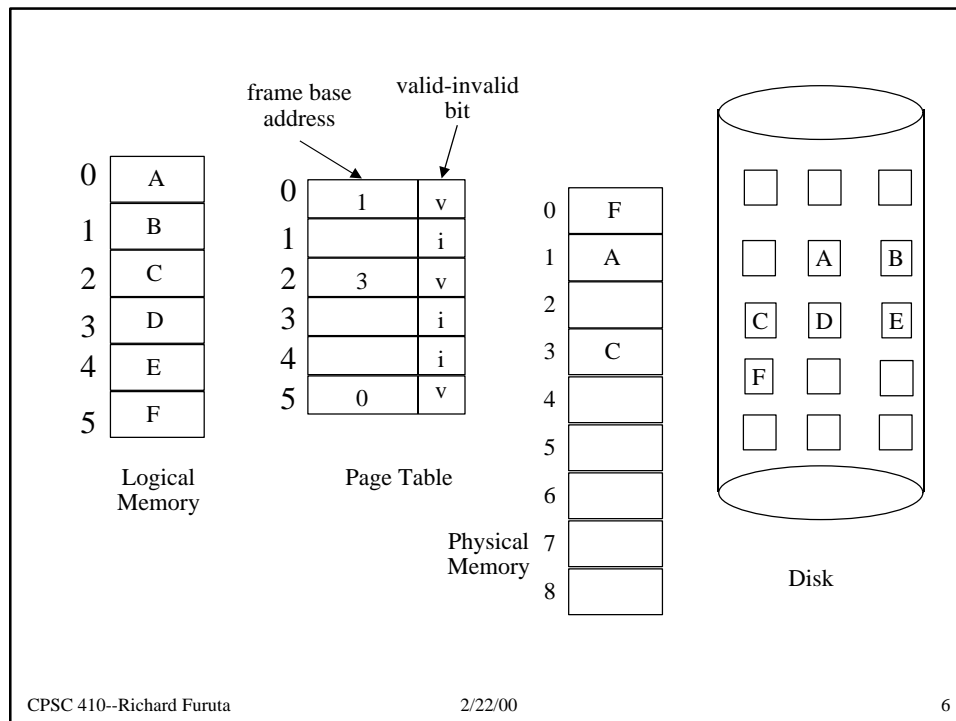 frame base
address
valid-invalid
bit
0 A
1 B
2 C
3 D
4 E
5 F
Logical
Memory
0 1 v
1 i
2 3 v
3 i
4 i
5 0 v
Page Table
0 F
1 A
2
3 C
4
5
6
7
8
Physical
Memory
A B
C D E
F
Disk
CPSC 410--Richard Furuta 2/22/00 6